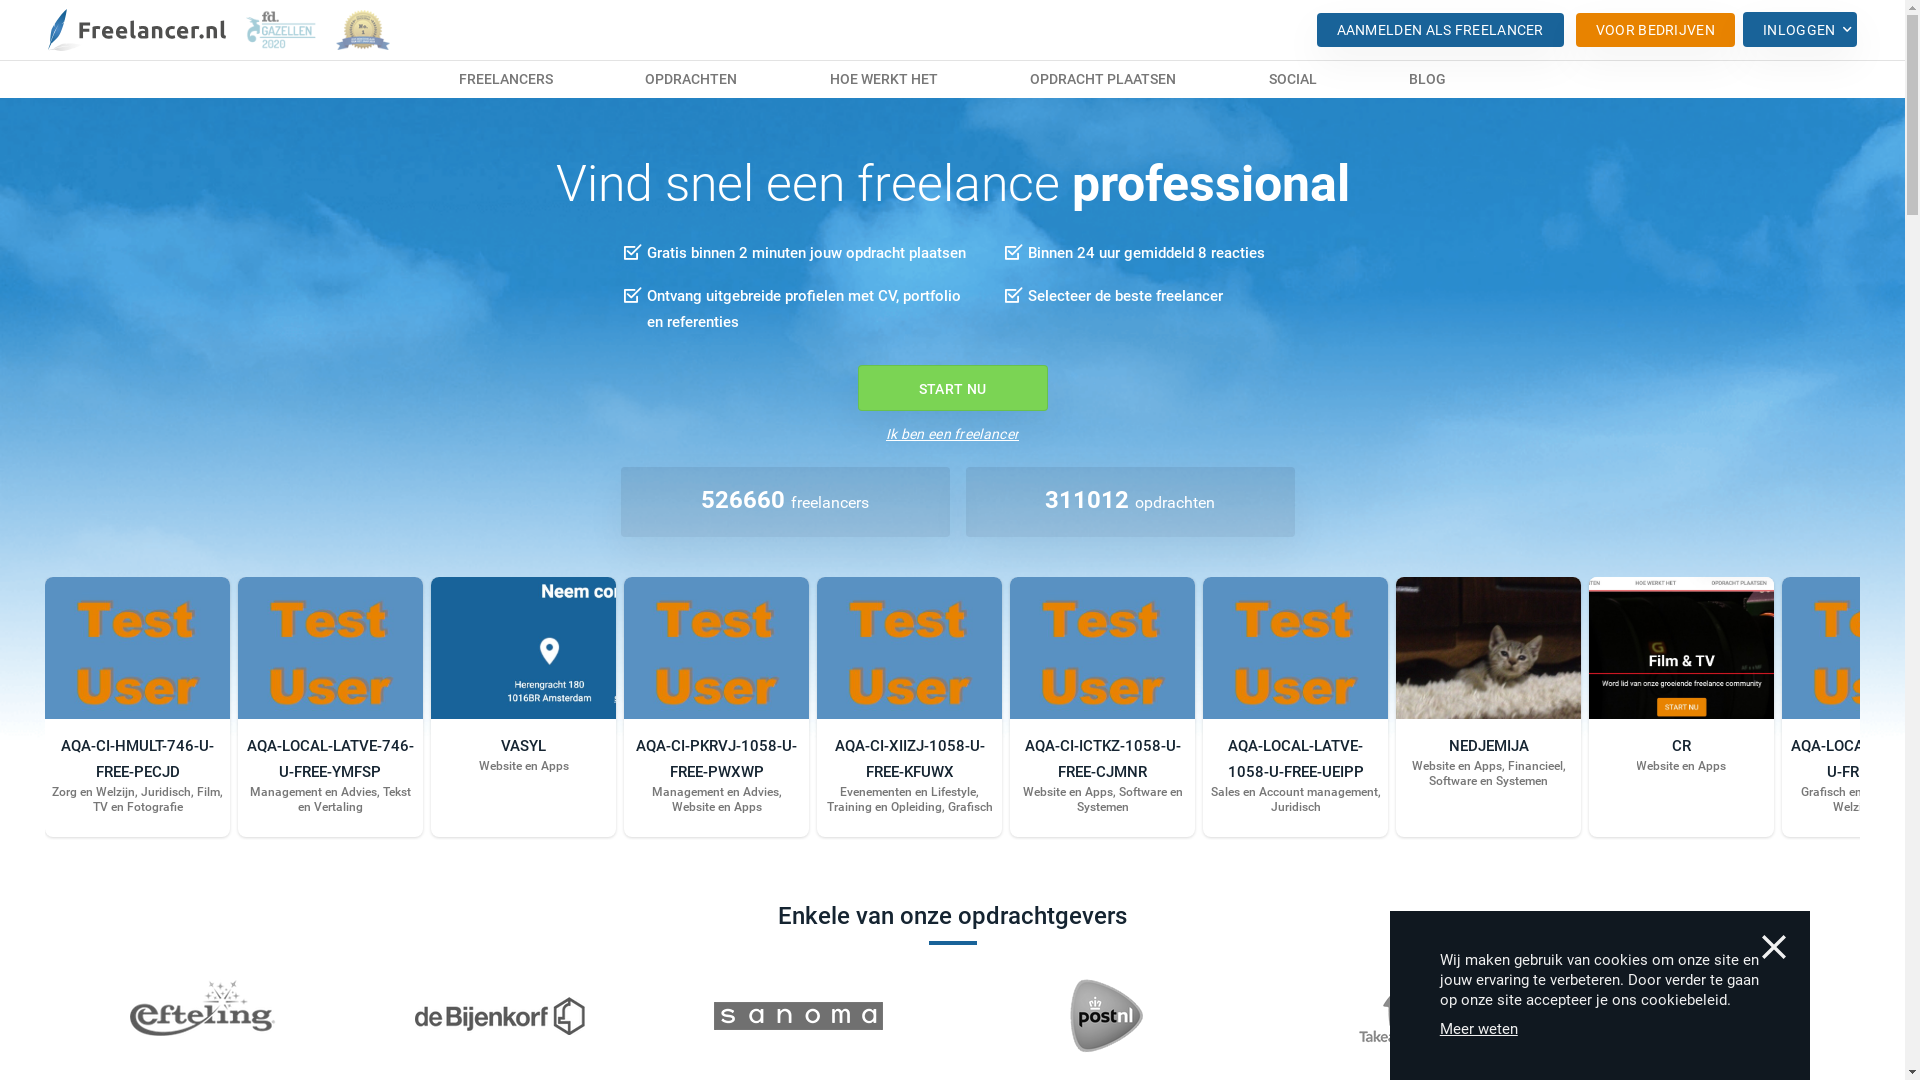 Freelancer.nl
fd.
GAZELLEN
2020
AANMELDEN ALS FREELANCER
VOOR BEDRIJVEN
INLOGGEN
FREELANCERS
OPDRACHTEN
HOE WERKT HET
OPDRACHT PLAATSEN
SOCIAL
BLOG
Vind snel een freelance professional
Gratis binnen 2 minuten jouw opdracht plaatsen
Binnen 24 uur gemiddeld 8 reacties
Ontvang uitgebreide profielen met CV, portfolio
en referenties
Selecteer de beste freelancer
START NU
Ik ben een freelancer
526660 freelancers
311012 opdrachten
Test
User
AQA-CI-HMULT-746-U-
FREE-PECJD
Zorg en Welzijn, Juridisch, Film,
TV en Fotografie
Test
User
AQA-LOCAL-LATVE-746-
U-FREE-YMFSP
Management en Advies, Tekst
en Vertaling
Neem co
Herengracht 180
1016BR Amsterdam
VASYL
Website en Apps
Test
User
AQA-CI-PKRVJ-1058-U-
FREE-PWXWP
Management en Advies,
Website en Apps
Test
User
AQA-CI-XIIZJ-1058-U-
FREE-KFUWX
Evenementen en Lifestyle,
Training en Opleiding, Grafisch
Test
User
AQA-CI-ICTKZ-1058-U-
FREE-CJMNR
Website en Apps, Software en
Systemen
Test
User
AQA-LOCAL-LATVE-
1058-U-FREE-UEIPP
Sales en Account management,
Juridisch
NEDJEMIJA
Website en Apps, Financieel,
Software en Systemen
TEN
HOE WERKT HET
OPDRACHT PLAATSEN
Film & TV
Word lid van onze groeiende freelance community
START NU
CR
Website en Apps
Te
Us
AQA-LOCA
U-FR
Grafisch en
Welz
Enkele van onze opdrachtgevers
efteling
de Bijenkorf
sanoma
postnl
Takea
Wij maken gebruik van cookies om onze site en
jouw ervaring te verbeteren. Door verder te gaan
op onze site accepteer je ons cookiebeleid.
Meer weten